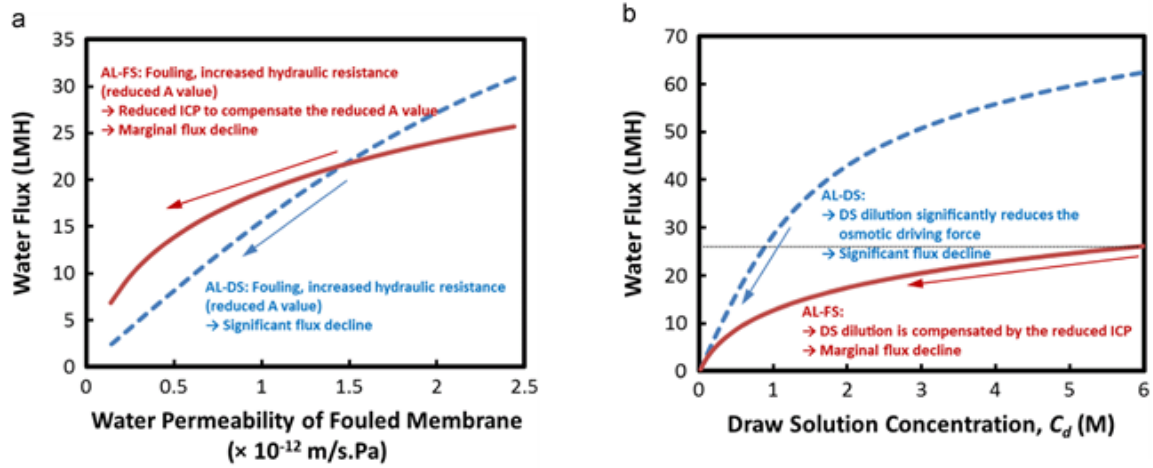 a
35
30
25
20
15
10
5
0
Water Flux (LMH)
AL-FS: Fouling, increased hydraulic resistance
(reduced A value)
→ Reduced ICP to compensate the reduced A value
→ Marginal flux decline
AL-DS: Fouling, increased hydraulic resistance
(reduced A value)
→ Significant flux decline
0 0.5 1 1.5 2 2.5
Water Permeability of Fouled Membrane
(× 10⁻¹² m/s.Pa)
b
70
60
50
40
30
20
10
0
Water Flux (LMH)
AL-DS:
→ DS dilution significantly reduces the
osmotic driving force
→ Significant flux decline
AL-FS:
→ DS dilution is compensated by the reduced ICP
→ Marginal flux decline
0 1 2 3 4 5 6
Draw Solution Concentration, C_d (M)